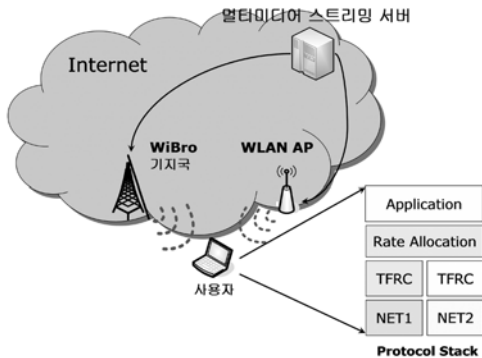 멀티미디어 스트리밍 서버
Internet
WiBro
기지국
WLAN AP
사용자
Application
Rate Allocation
TFRC
TFRC
NET1
NET2
Protocol Stack